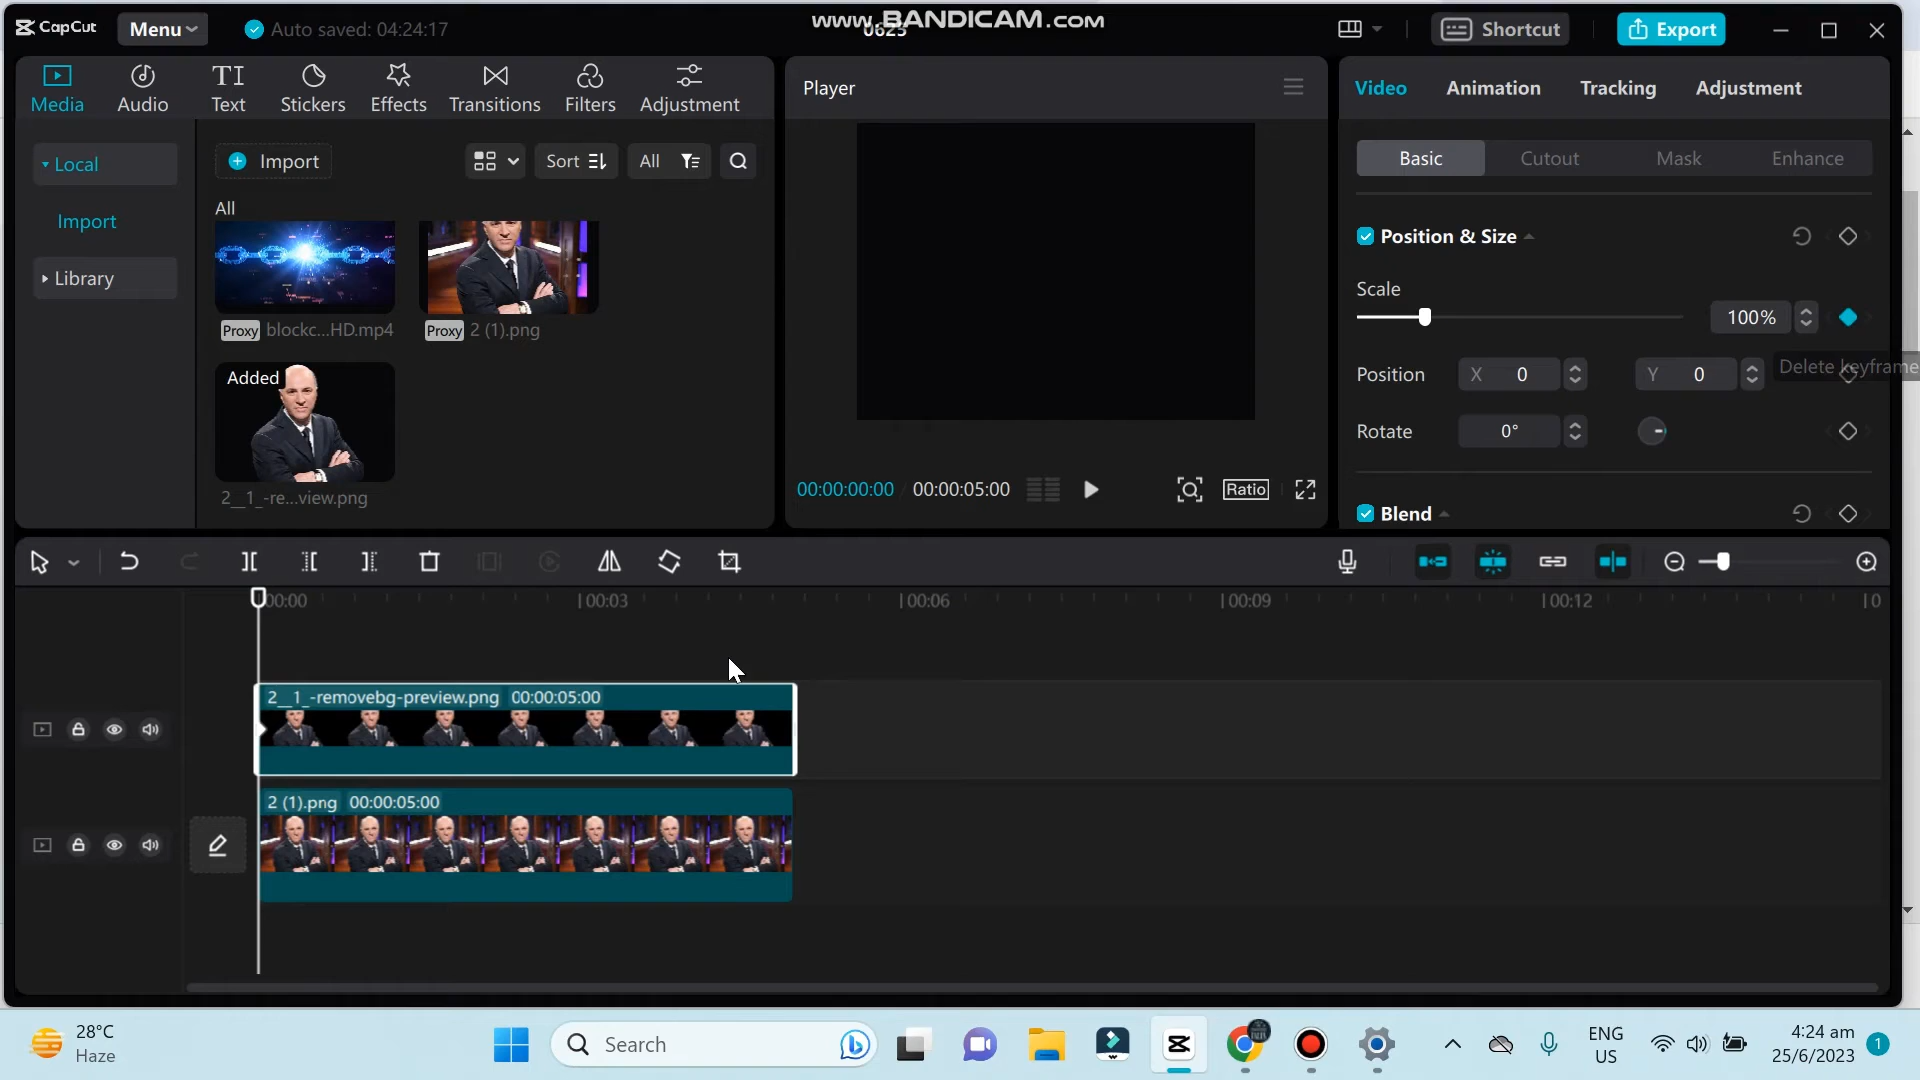 CapCut
Menu
Auto saved: 04:24:17
www.BANDICAM.com
0625
Shortcut
Export
Media
Audio
Text
Stickers
Effects
Transitions
Filters
Adjustment
Player
Video
Animation
Tracking
Adjustment
Local
Import
Library
Import
Sort
All
All
Proxy blockc...HD.mp4
Proxy 2 (1).png
Added
2__1_-re...view.png
Basic
Cutout
Mask
Enhance
Position & Size
Scale
100%
Position
X 0
Y 0
Delete keyframe
Rotate
0°
Blend
00:00:00:00 / 00:00:05:00
Ratio
00:00
00:03
00:06
00:09
00:12
0
2__1_-removebg-preview.png 00:00:05:00
2 (1).png 00:00:05:00
28°C
Haze
Search
ENG
US
4:24 am
25/6/2023
1